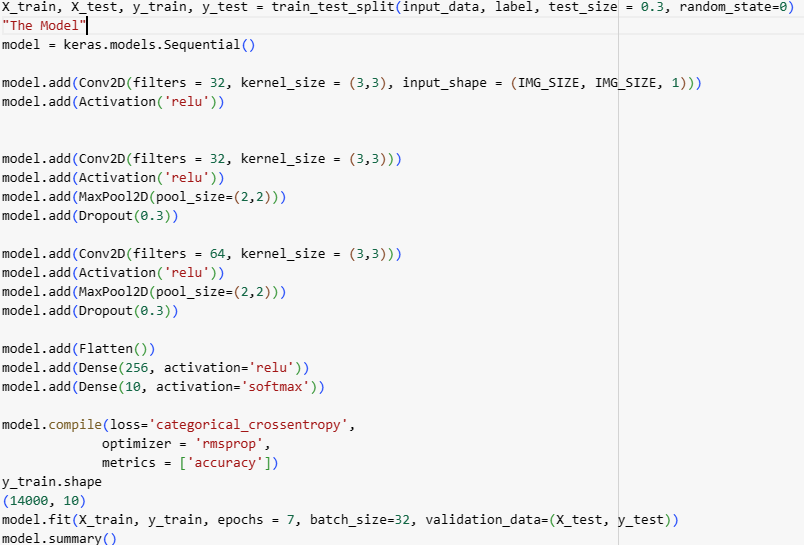 X_train, X_test, y_train, y_test = train_test_split(input_data, label, test_size = 0.3, random_state=0)
"The Model"
model = keras.models.Sequential()
model.add(Conv2D(filters = 32, kernel_size = (3,3), input_shape = (IMG_SIZE, IMG_SIZE, 1)))
model.add(Activation('relu'))
model.add(Conv2D(filters = 32, kernel_size = (3,3)))
model.add(Activation('relu'))
model.add(MaxPool2D(pool_size=(2,2)))
model.add(Dropout(0.3))
model.add(Conv2D(filters = 64, kernel_size = (3,3)))
model.add(Activation('relu'))
model.add(MaxPool2D(pool_size=(2,2)))
model.add(Dropout(0.3))
model.add(Flatten())
model.add(Dense(256, activation='relu'))
model.add(Dense(10, activation='softmax'))
model.compile(loss='categorical_crossentropy',
optimizer = 'rmsprop',
metrics = ['accuracy'])
y_train.shape
(14000, 10)
model.fit(X_train, y_train, epochs = 7, batch_size=32, validation_data=(X_test, y_test))
model.summary()